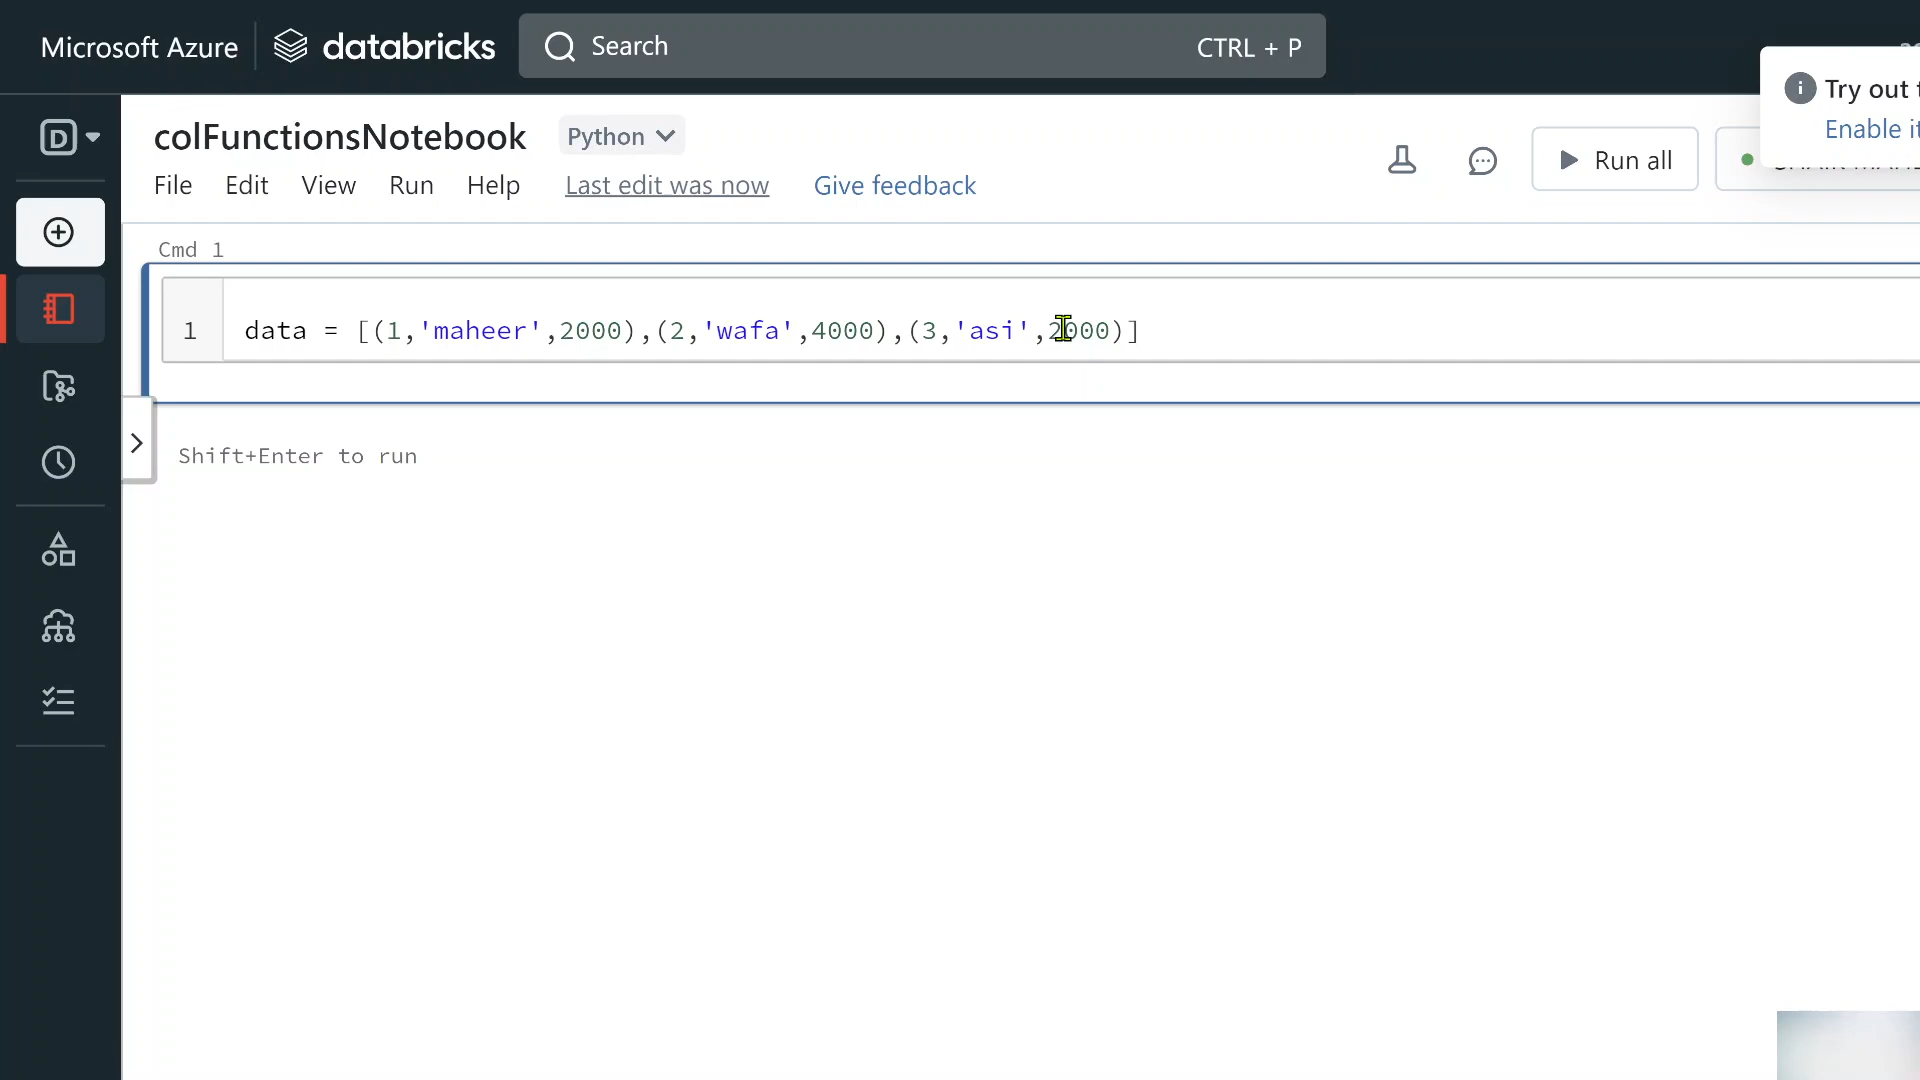 Microsoft Azure databricks Search CTRL + P
Try out
Enable
colFunctionsNotebook Python
File Edit View Run Help Last edit was now Give feedback Run all
Cmd 1
1 data = [(1,'maheer',2000),(2,'wafa',4000),(3,'asi',2000)]
Shift+Enter to run